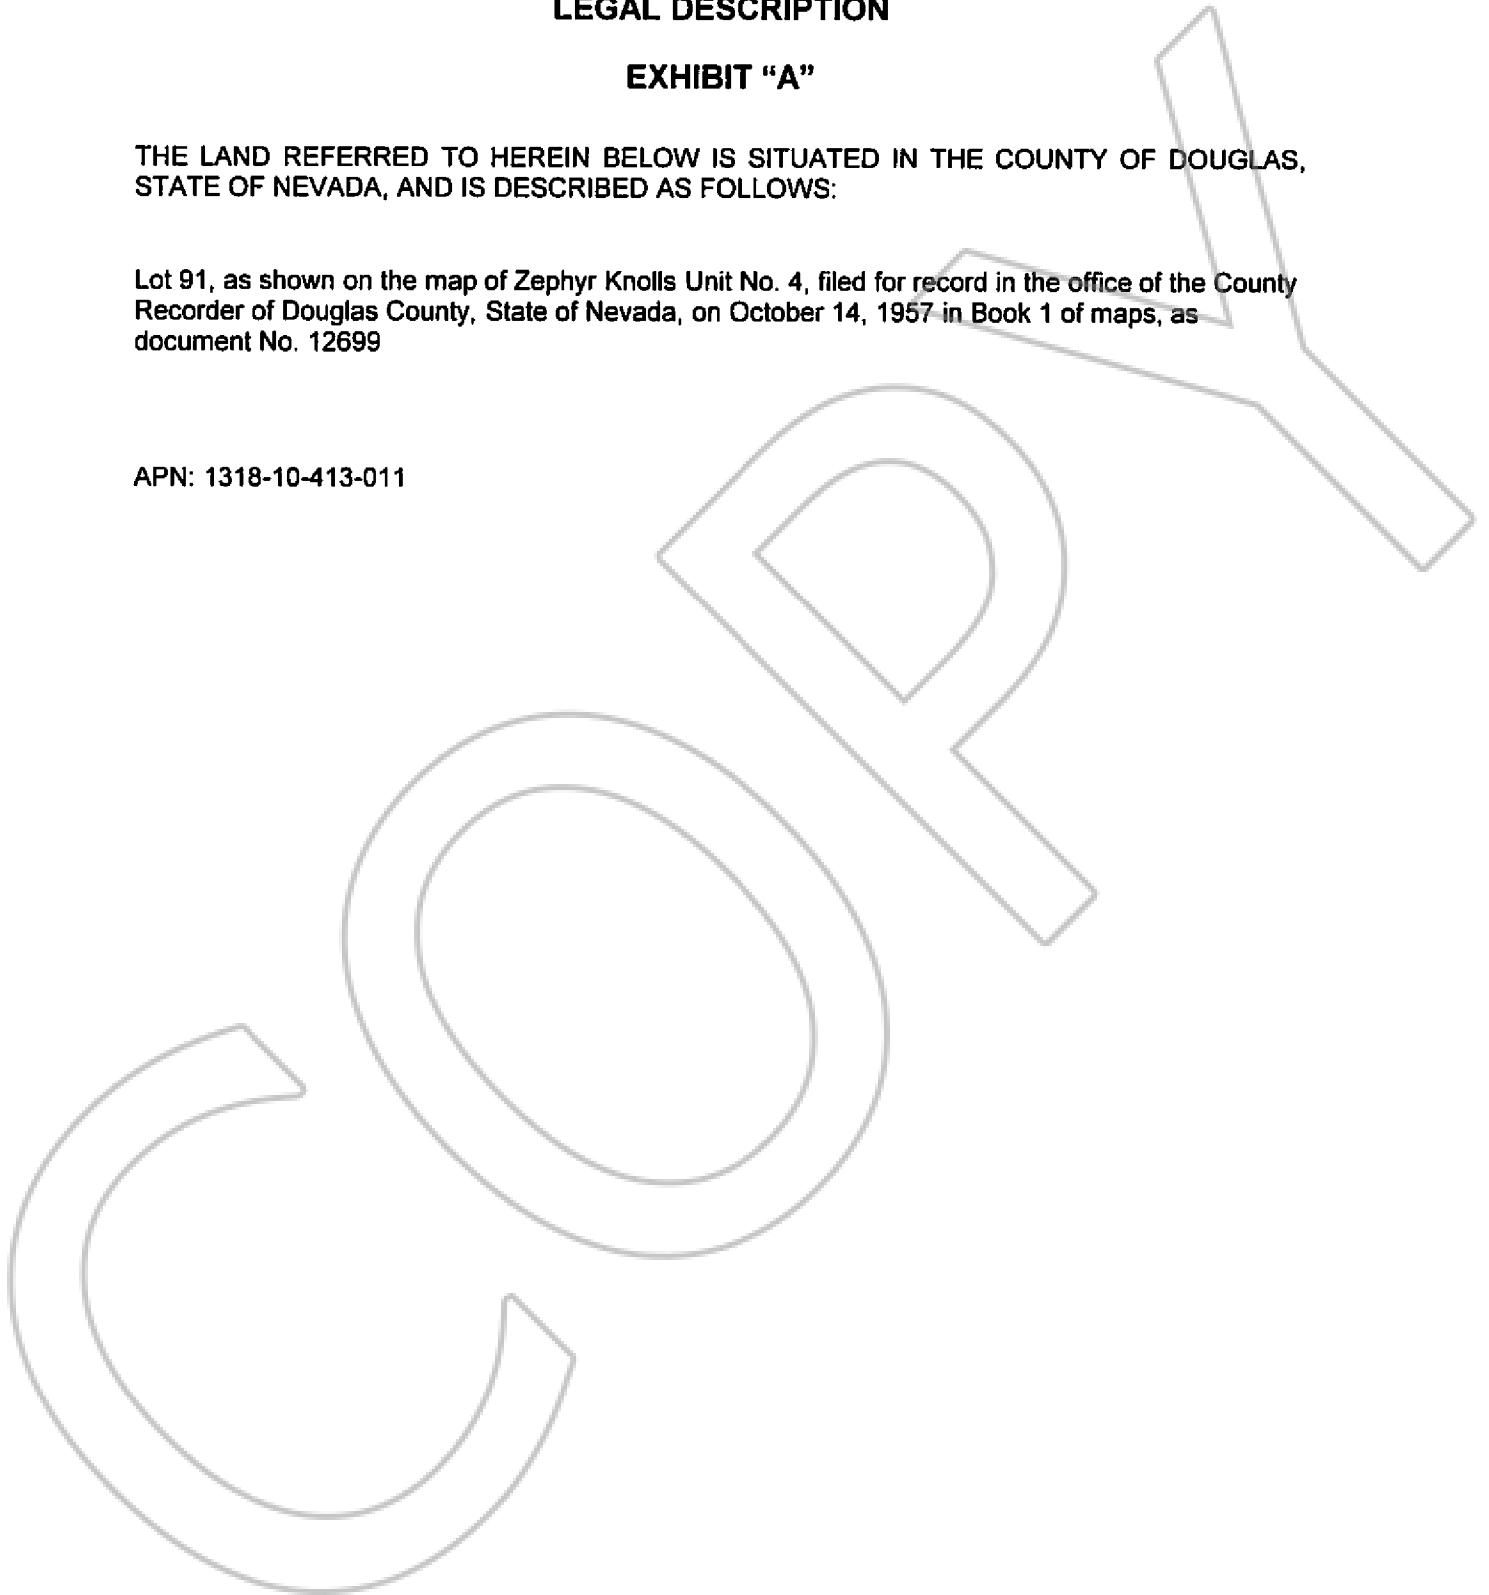 LEGAL DESCRIPTION
EXHIBIT “A”
THE LAND REFERRED TO HEREIN BELOW IS SITUATED IN THE COUNTY OF DOUGLAS,
STATE OF NEVADA, AND IS DESCRIBED AS FOLLOWS:
Lot 91, as shown on the map of Zephyr Knolls Unit No. 4, filed for record in the office of the County
Recorder of Douglas County, State of Nevada, on October 14, 1957 in Book 1 of maps, as
document No. 12699
APN: 1318-10-413-011
COPY